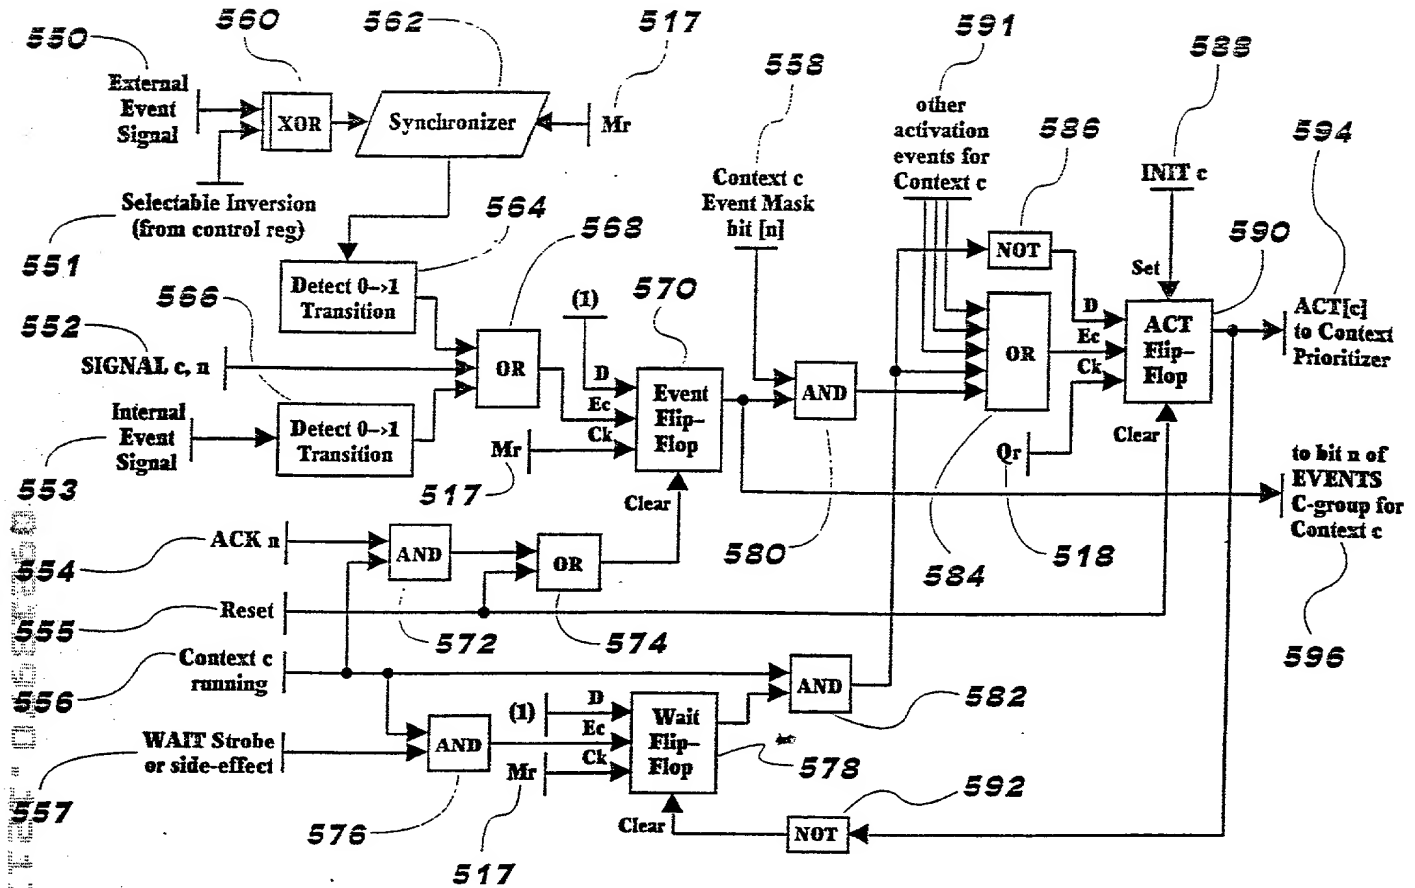 550
560
562
517
External
Event
Signal
XOR
Synchronizer
Mr
558
591
other
activation
events for
Context c
586
588
INIT c
594
Selectable Inversion
(from control reg)
551
564
568
Context c
Event Mask
bit [n]
NOT
Set
590
566
Detect 0->1
Transition
(1)
570
D
ACT
Flip-
Flop
ACT[c]
to Context
Prioritizer
552
SIGNAL c, n
OR
D
Ec
Ck
Event
Flip-
Flop
AND
OR
Ec
Ck
Internal
Event
Signal
Detect 0->1
Transition
Mr
Qr
Clear
553
517
Clear
to bit n of
EVENTS
C-group for
Context c
ACK n
AND
OR
580
584
518
554
Reset
555
572
574
596
Context c
running
556
AND
582
(1)
D
Ec
Ck
Wait
Flip-
Flop
WAIT Strobe
or side-effect
AND
Mr
578
557
576
592
Clear
NOT
517